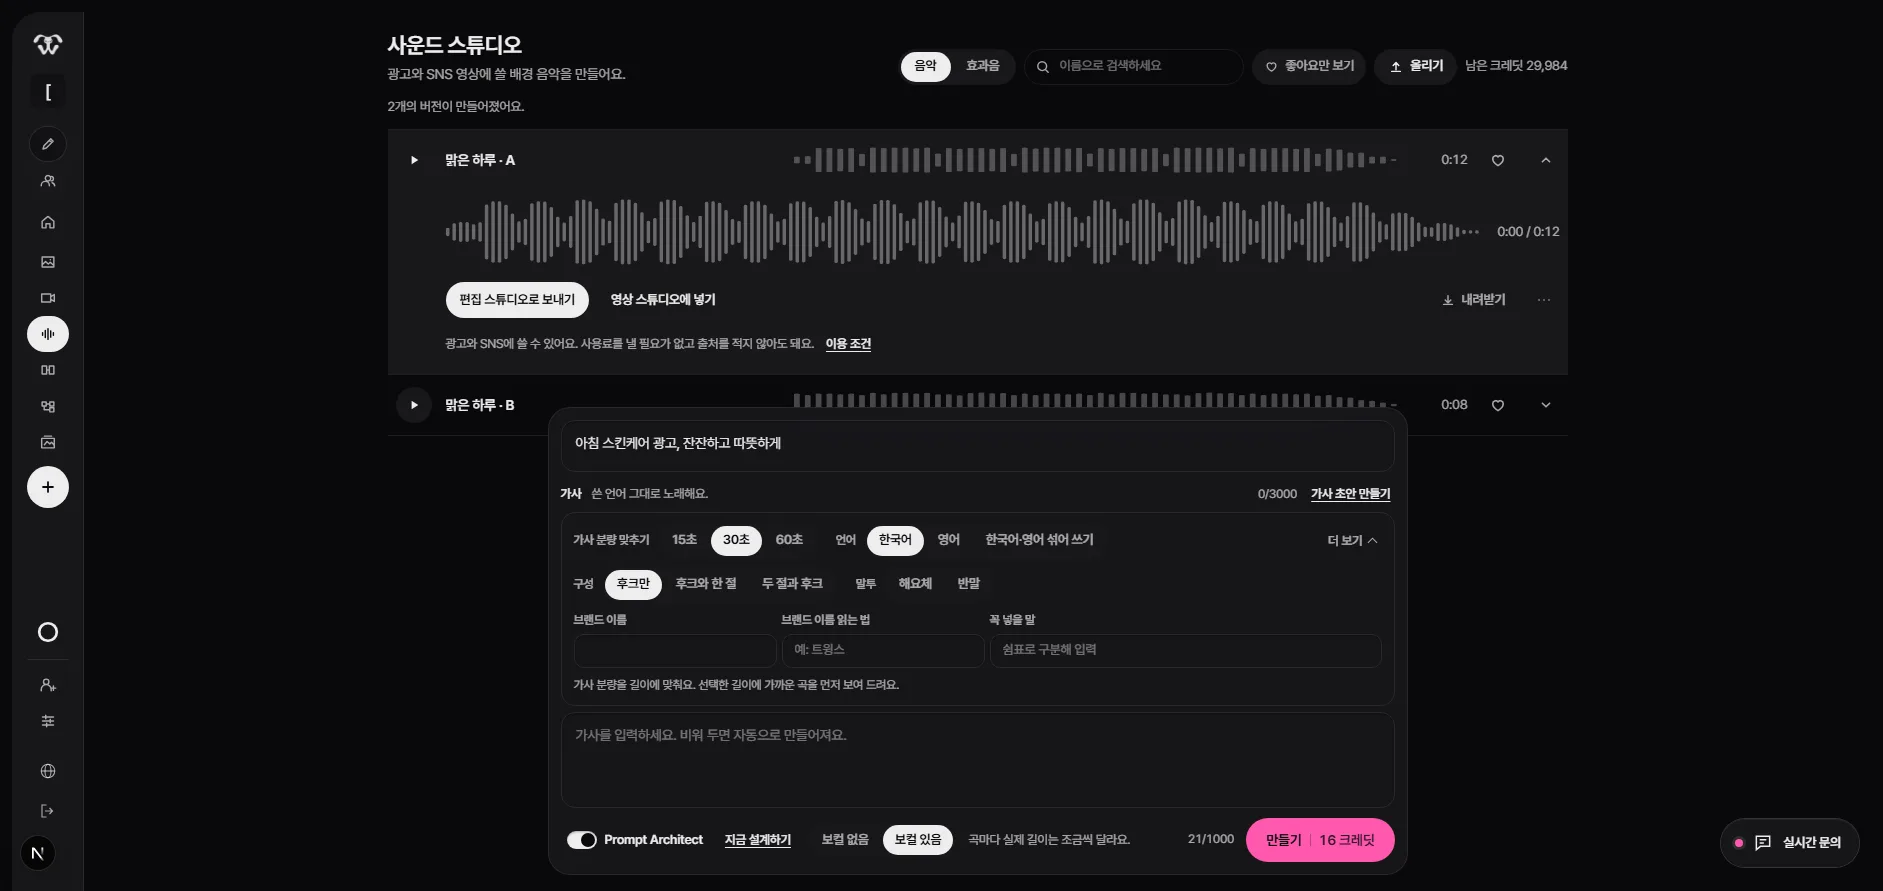 사운드 스튜디오
광고와 SNS 영상에 쓸 배경 음악을 만들어요.
음악 효과음 이름으로 검색하세요 좋아요만 보기 올리기 남은 크레딧 29,984
2개의 버전이 만들어졌어요.
[
맑은 하루 · A 0:12
0:00 / 0:12
편집 스튜디오로 보내기 영상 스튜디오에 넣기 내려받기 ···
광고와 SNS에 쓸 수 있어요. 사용료를 낼 필요가 없고 출처를 적지 않아도 돼요. 이용 조건
맑은 하루 · B 0:08
아침 스킨케어 광고, 잔잔하고 따뜻하게
가사 쓴 언어 그대로 노래해요. 0/3000 가사 초안 만들기
가사 분량 맞추기 15초 30초 60초 언어 한국어 영어 한국어·영어 섞어 쓰기 더 보기
구성 후크만 후크와 한 절 두 절과 후크 말투 해요체 반말
브랜드 이름 브랜드 이름 읽는 법 꼭 넣을 말
예: 트윙스 쉼표로 구분해 입력
가사 분량을 길이에 맞춰요. 선택한 길이에 가까운 곡을 먼저 보여 드려요.
가사를 입력하세요. 비워 두면 자동으로 만들어져요.
Prompt Architect 지금 설계하기 보컬 없음 보컬 있음 곡마다 실제 길이는 조금씩 달라요. 21/1000 만들기 16 크레딧
N
실시간 문의